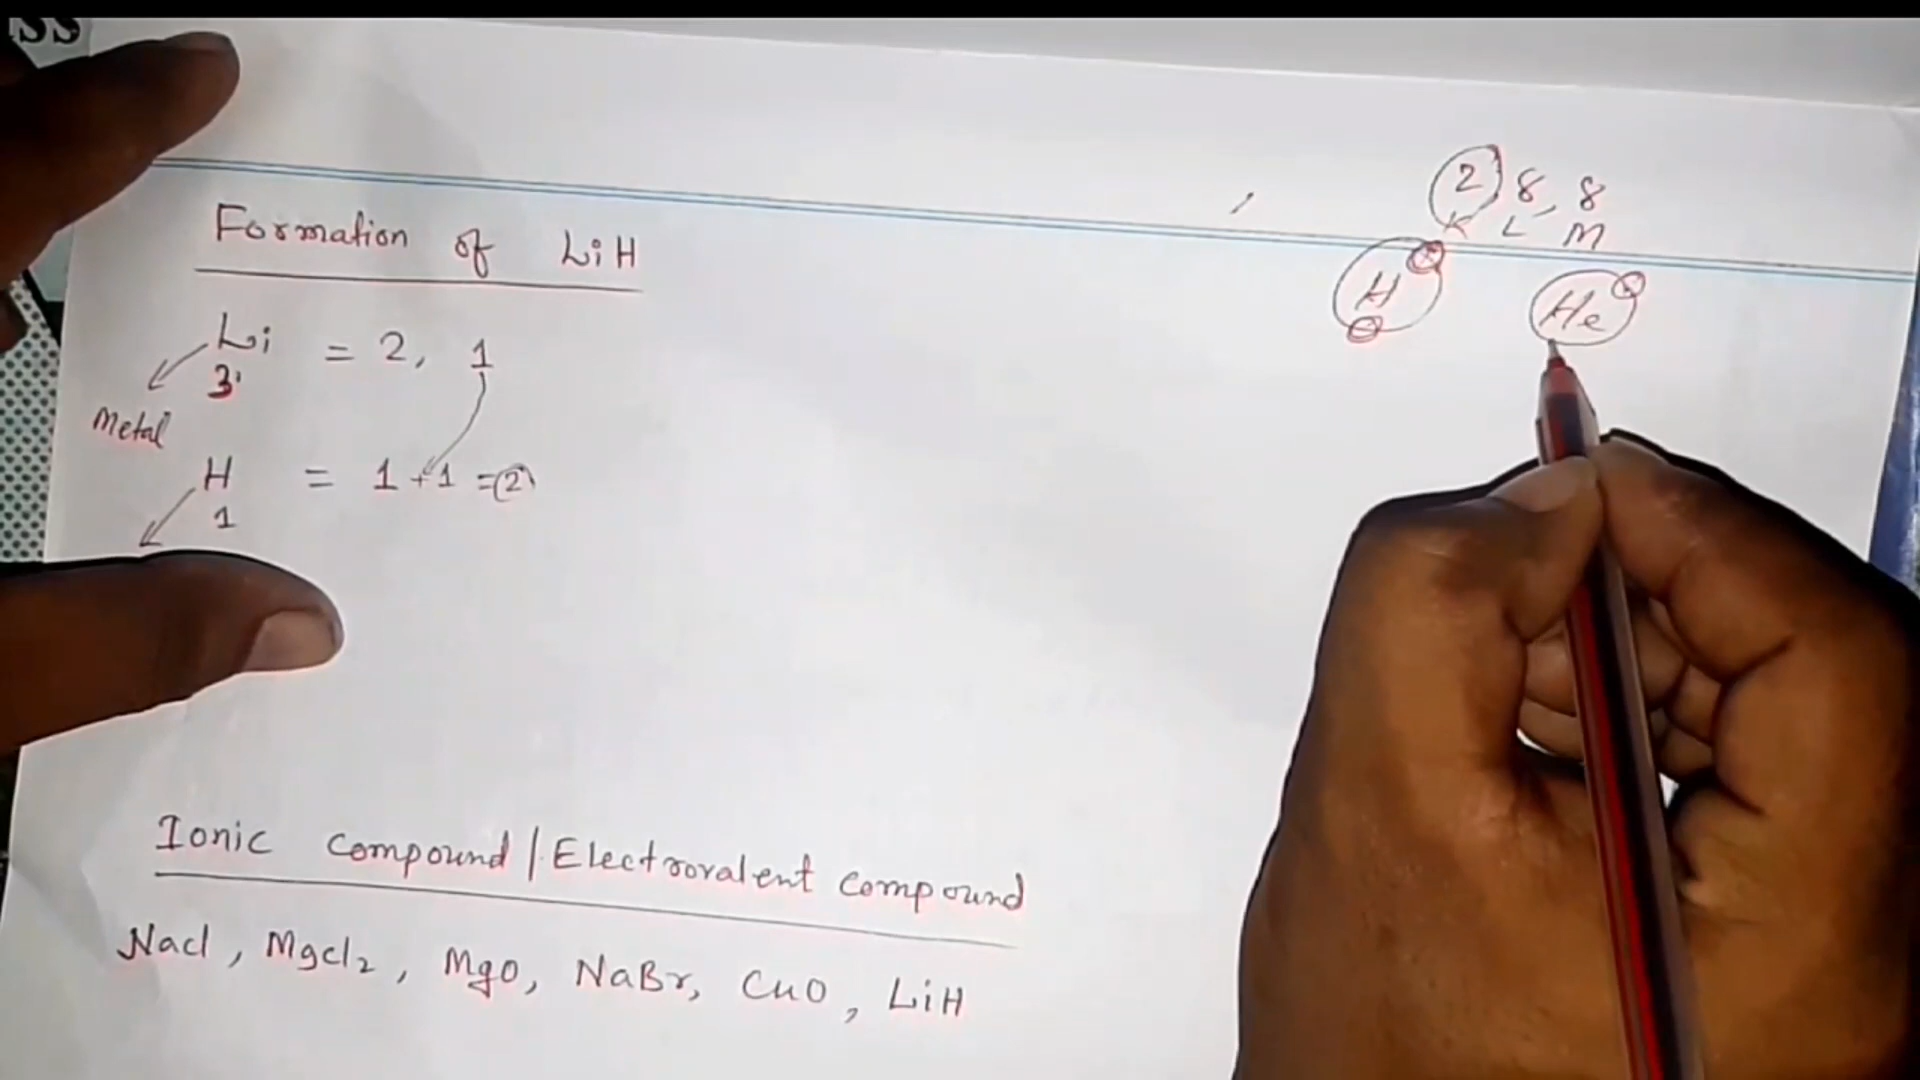 2, 8, 8
K L M
Formation of LiH
H He
Li = 2, 1
3
Metal
H = 1 + 1 = 2
1
Ionic compound / Electrovalent compound
Nacl, Mgcl₂, MgO, NaBr, CuO, LiH